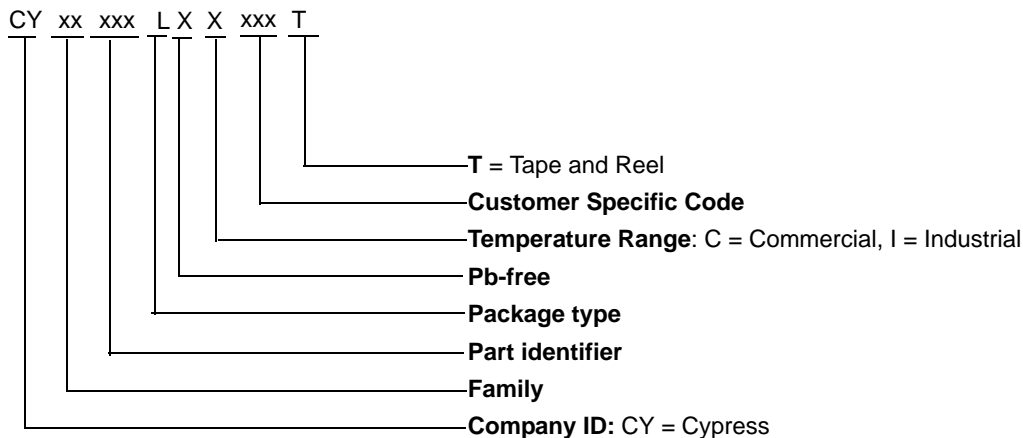 CY xx xxx L X X xxx T
T = Tape and Reel
Customer Specific Code
Temperature Range: C = Commercial, I = Industrial
Pb-free
Package type
Part identifier
Family
Company ID: CY = Cypress